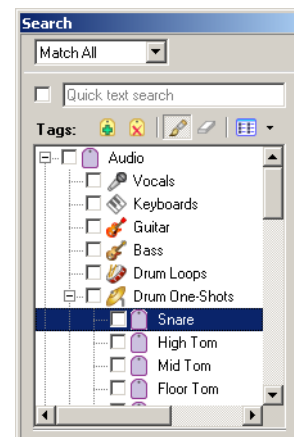 Search
Match All
Quick text search
Tags:
Audio
Vocals
Keyboards
Guitar
Bass
Drum Loops
Drum One-Shots
Snare
High Tom
Mid Tom
Floor Tom